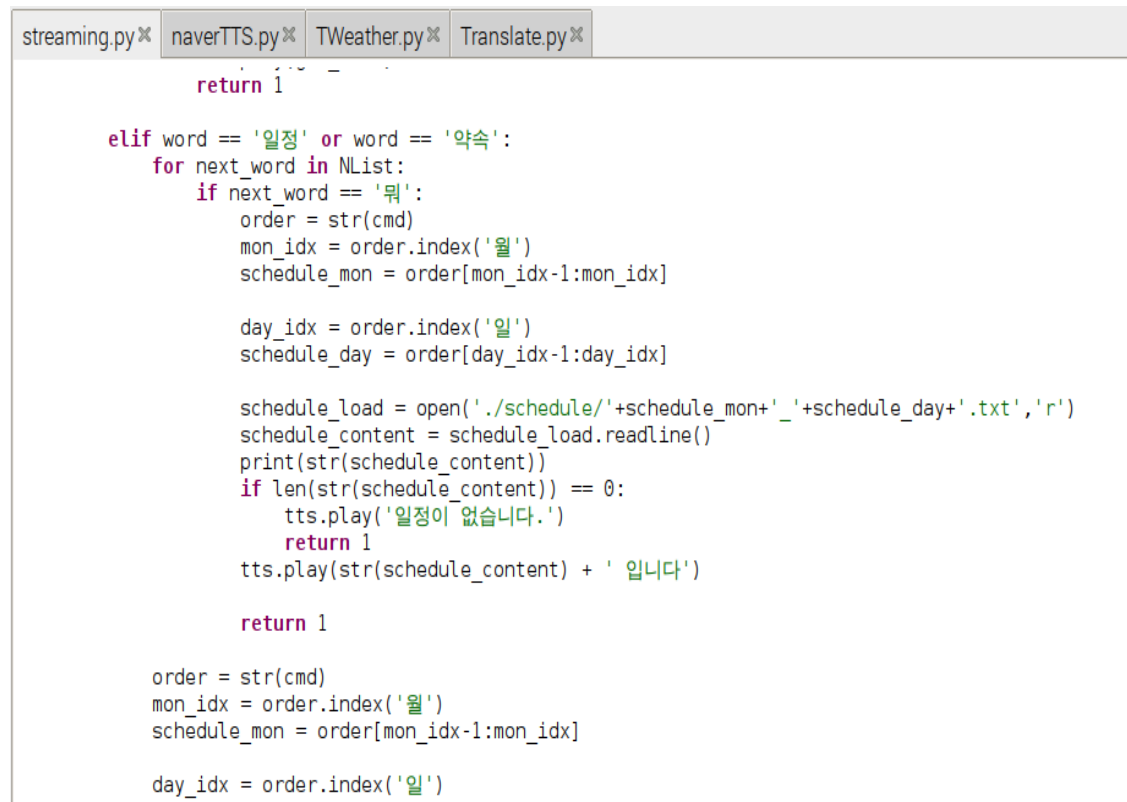 streaming.py naverTTS.py TWeather.py Translate.py
return 1
elif word == '일정' or word == '약속':
for next_word in NList:
if next_word == '뭐':
order = str(cmd)
mon_idx = order.index('월')
schedule_mon = order[mon_idx-1:mon_idx]
day_idx = order.index('일')
schedule_day = order[day_idx-1:day_idx]
schedule_load = open('./schedule/'+schedule_mon+'_'+schedule_day+'.txt','r')
schedule_content = schedule_load.readline()
print(str(schedule_content))
if len(str(schedule_content)) == 0:
tts.play('일정이 없습니다.')
return 1
tts.play(str(schedule_content) + ' 입니다')
return 1
order = str(cmd)
mon_idx = order.index('월')
schedule_mon = order[mon_idx-1:mon_idx]
day_idx = order.index('일')